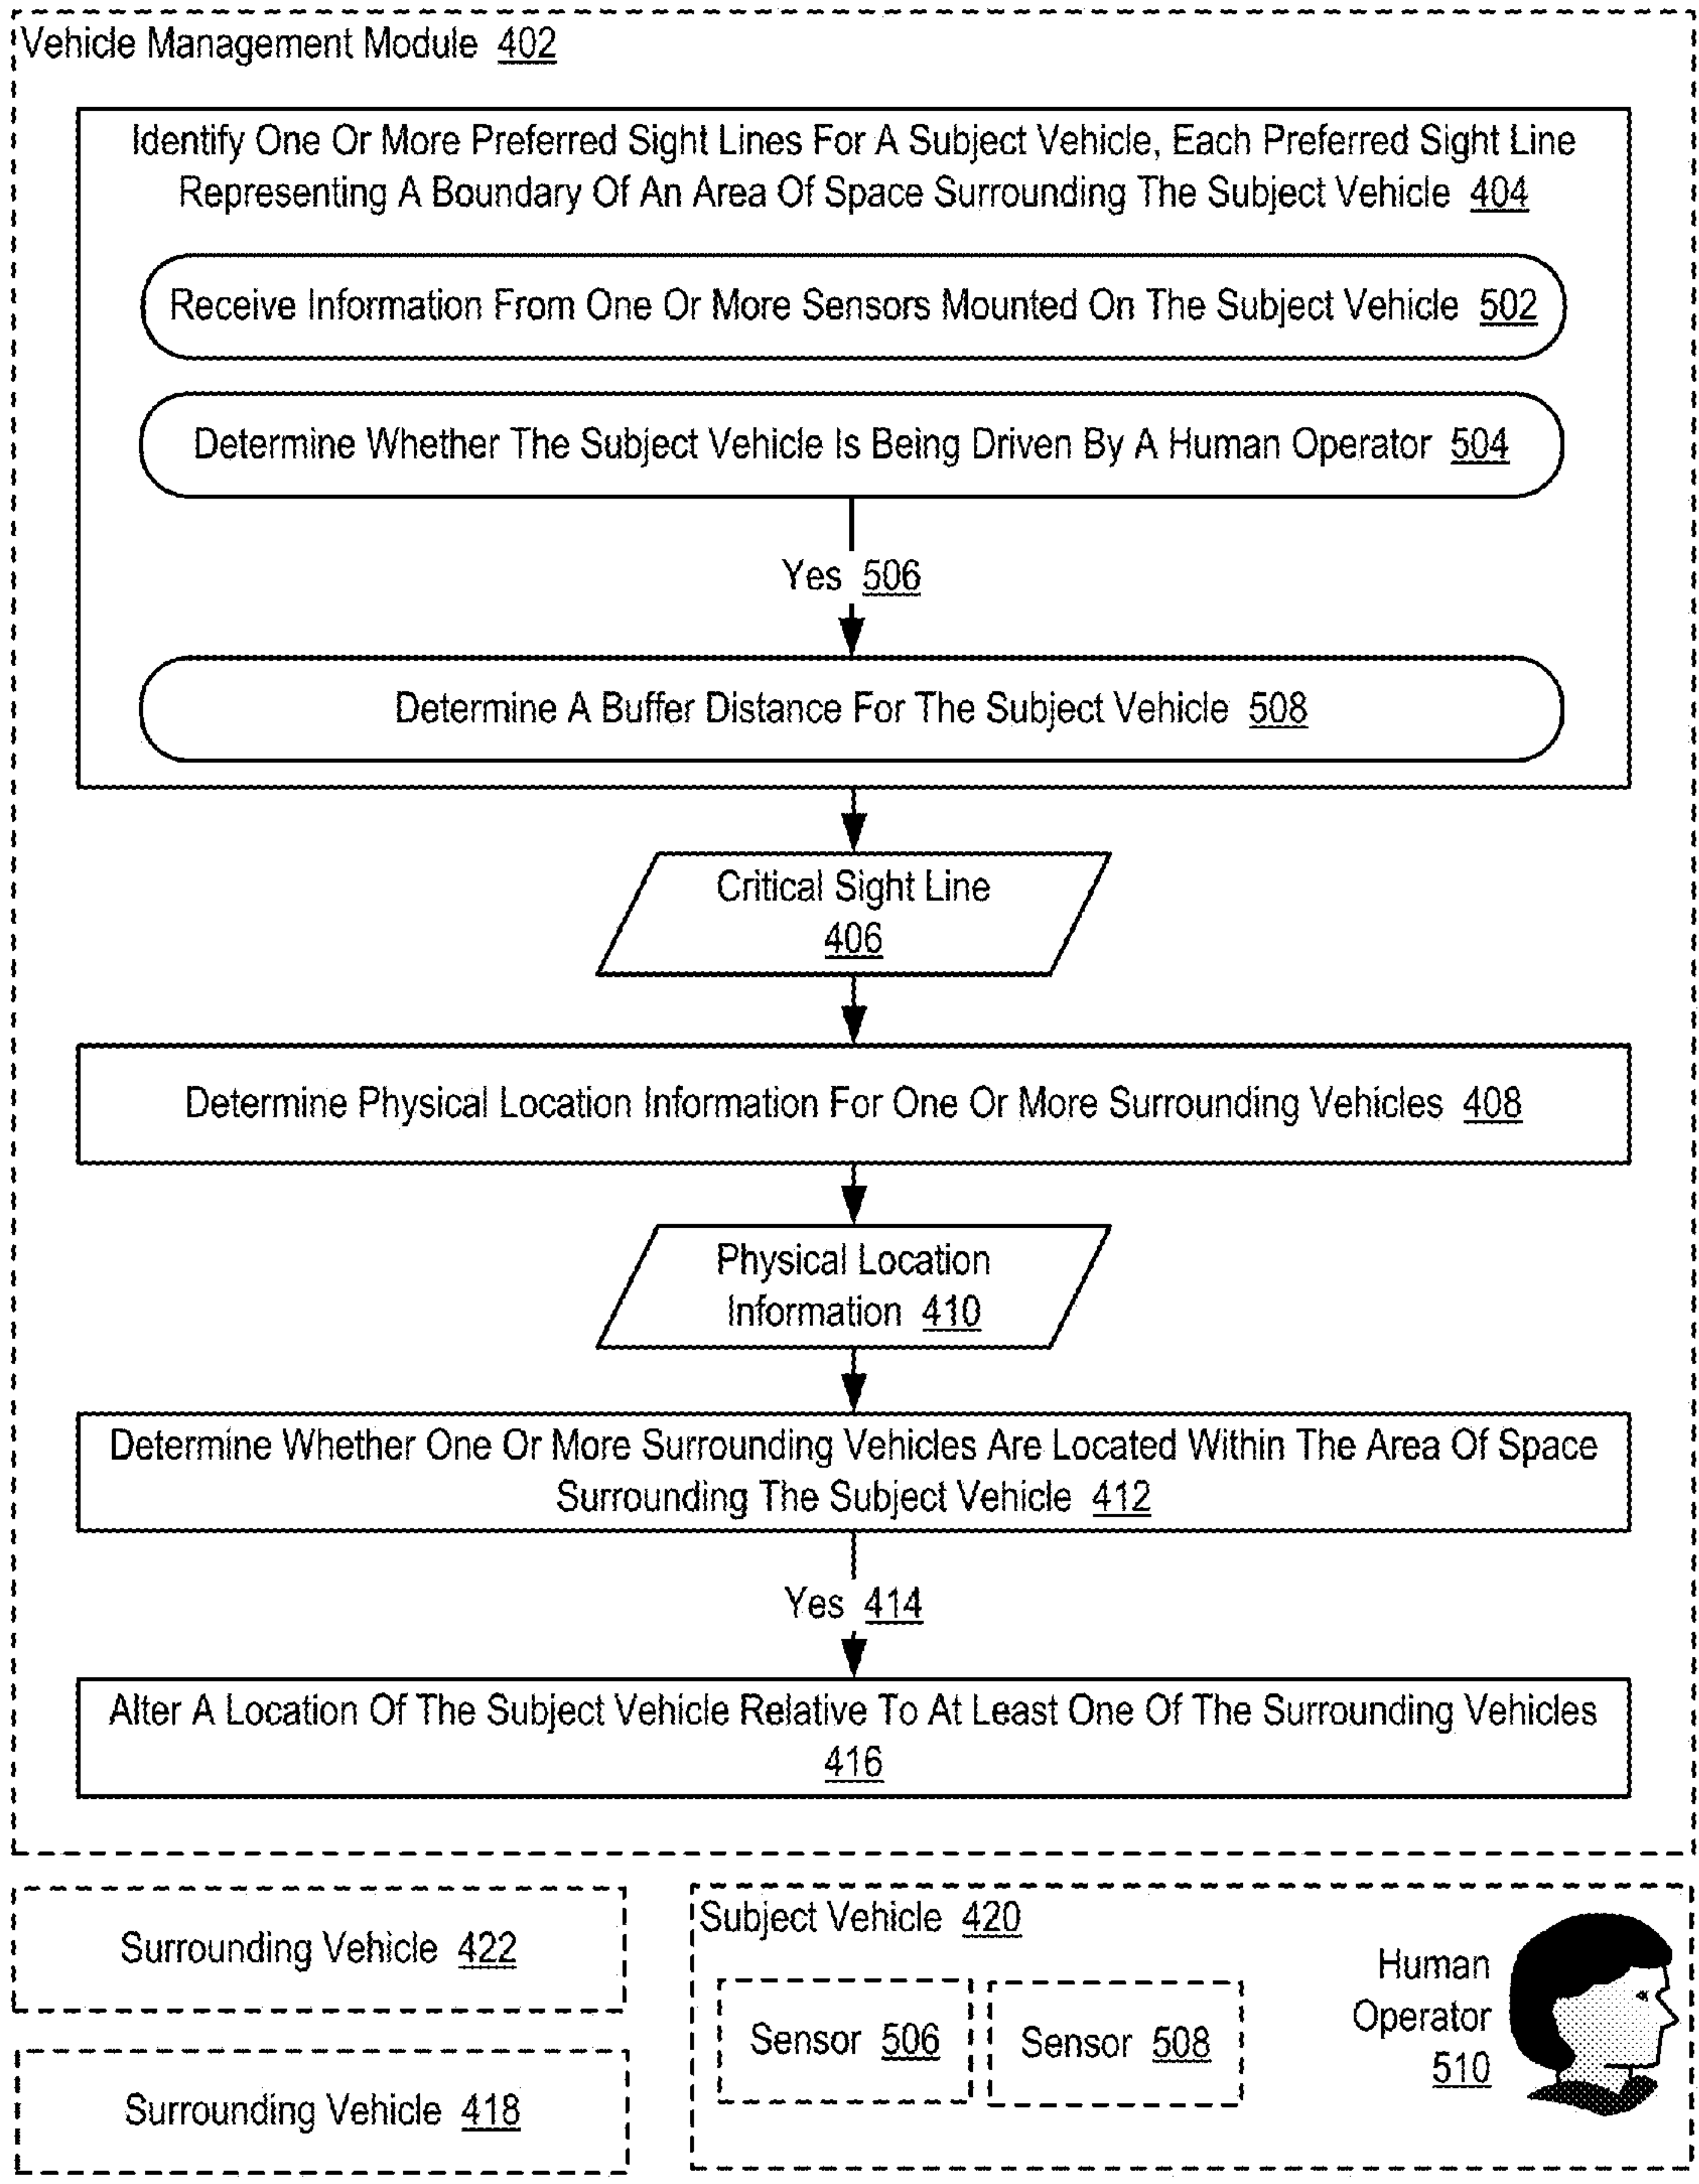 Vehicle Management Module 402
Identify One Or More Preferred Sight Lines For A Subject Vehicle, Each Preferred Sight Line
Representing A Boundary Of An Area Of Space Surrounding The Subject Vehicle 404
Receive Information From One Or More Sensors Mounted On The Subject Vehicle 502
Determine Whether The Subject Vehicle Is Being Driven By A Human Operator 504
Yes 506
Determine A Buffer Distance For The Subject Vehicle 508
Critical Sight Line
406
Determine Physical Location Information For One Or More Surrounding Vehicles 408
Physical Location
Information 410
Determine Whether One Or More Surrounding Vehicles Are Located Within The Area Of Space
Surrounding The Subject Vehicle 412
Yes 414
Alter A Location Of The Subject Vehicle Relative To At Least One Of The Surrounding Vehicles
416
Surrounding Vehicle 422
Surrounding Vehicle 418
Subject Vehicle 420
Sensor 506
Sensor 508
Human
Operator
510